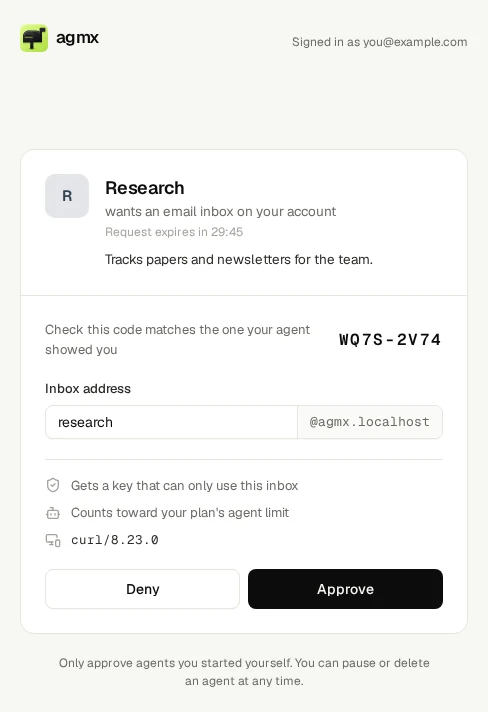 agmx
Signed in as you@example.com
R
Research
wants an email inbox on your account
Request expires in 29:45
Tracks papers and newsletters for the team.
Check this code matches the one your agent
showed you
WQ7S-2V74
Inbox address
research
@agmx.localhost
Gets a key that can only use this inbox
Counts toward your plan's agent limit
curl/8.23.0
Deny
Approve
Only approve agents you started yourself. You can pause or delete
an agent at any time.